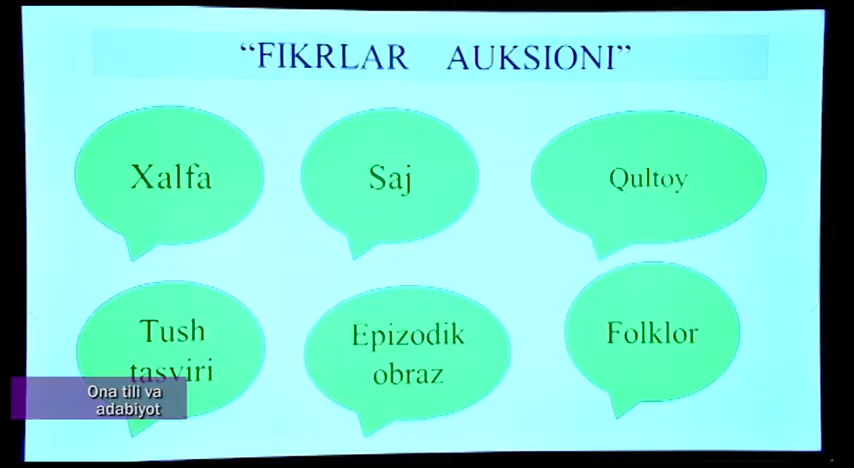 “FIKRLAR AUKSIONI”
Xalfa
Saj
Qultoy
Tush
tasviri
Epizodik
obraz
Folklor
Ona tili va
adabiyot